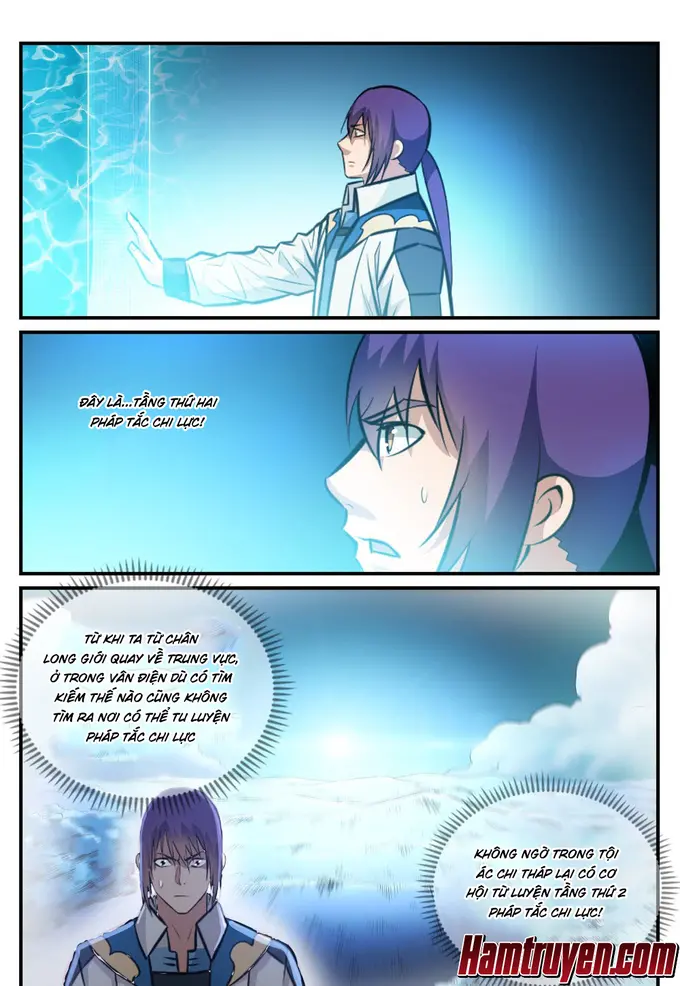 ĐÂY LÀ...TẦNG THỨ HAI
PHÁP TẮC CHI LỰC!
TỪ KHI TA TỪ CHÂN
LONG GIỚI QUAY VỀ TRUNG VỰC,
Ở TRONG VÂN ĐIỆN DÙ CÓ TÌM
KIẾM THẾ NÀO CŨNG KHÔNG
TÌM RA NƠI CÓ THỂ TU LUYỆN
PHÁP TẮC CHI LỰC
KHÔNG NGỜ TRONG TỘI
ÁC CHI THÁP LẠI CÓ CƠ
HỘI TỪ LUYỆN TẦNG THỨ 2
PHÁP TẮC CHI LỰC!
Hamtruyen.com